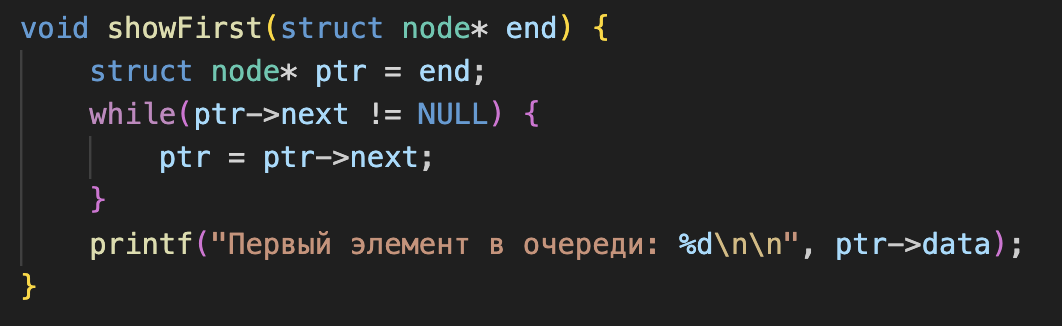 void showFirst(struct node* end) {
    struct node* ptr = end;
    while(ptr->next != NULL) {
        ptr = ptr->next;
    }
    printf("Первый элемент в очереди: %d\n\n", ptr->data);
}